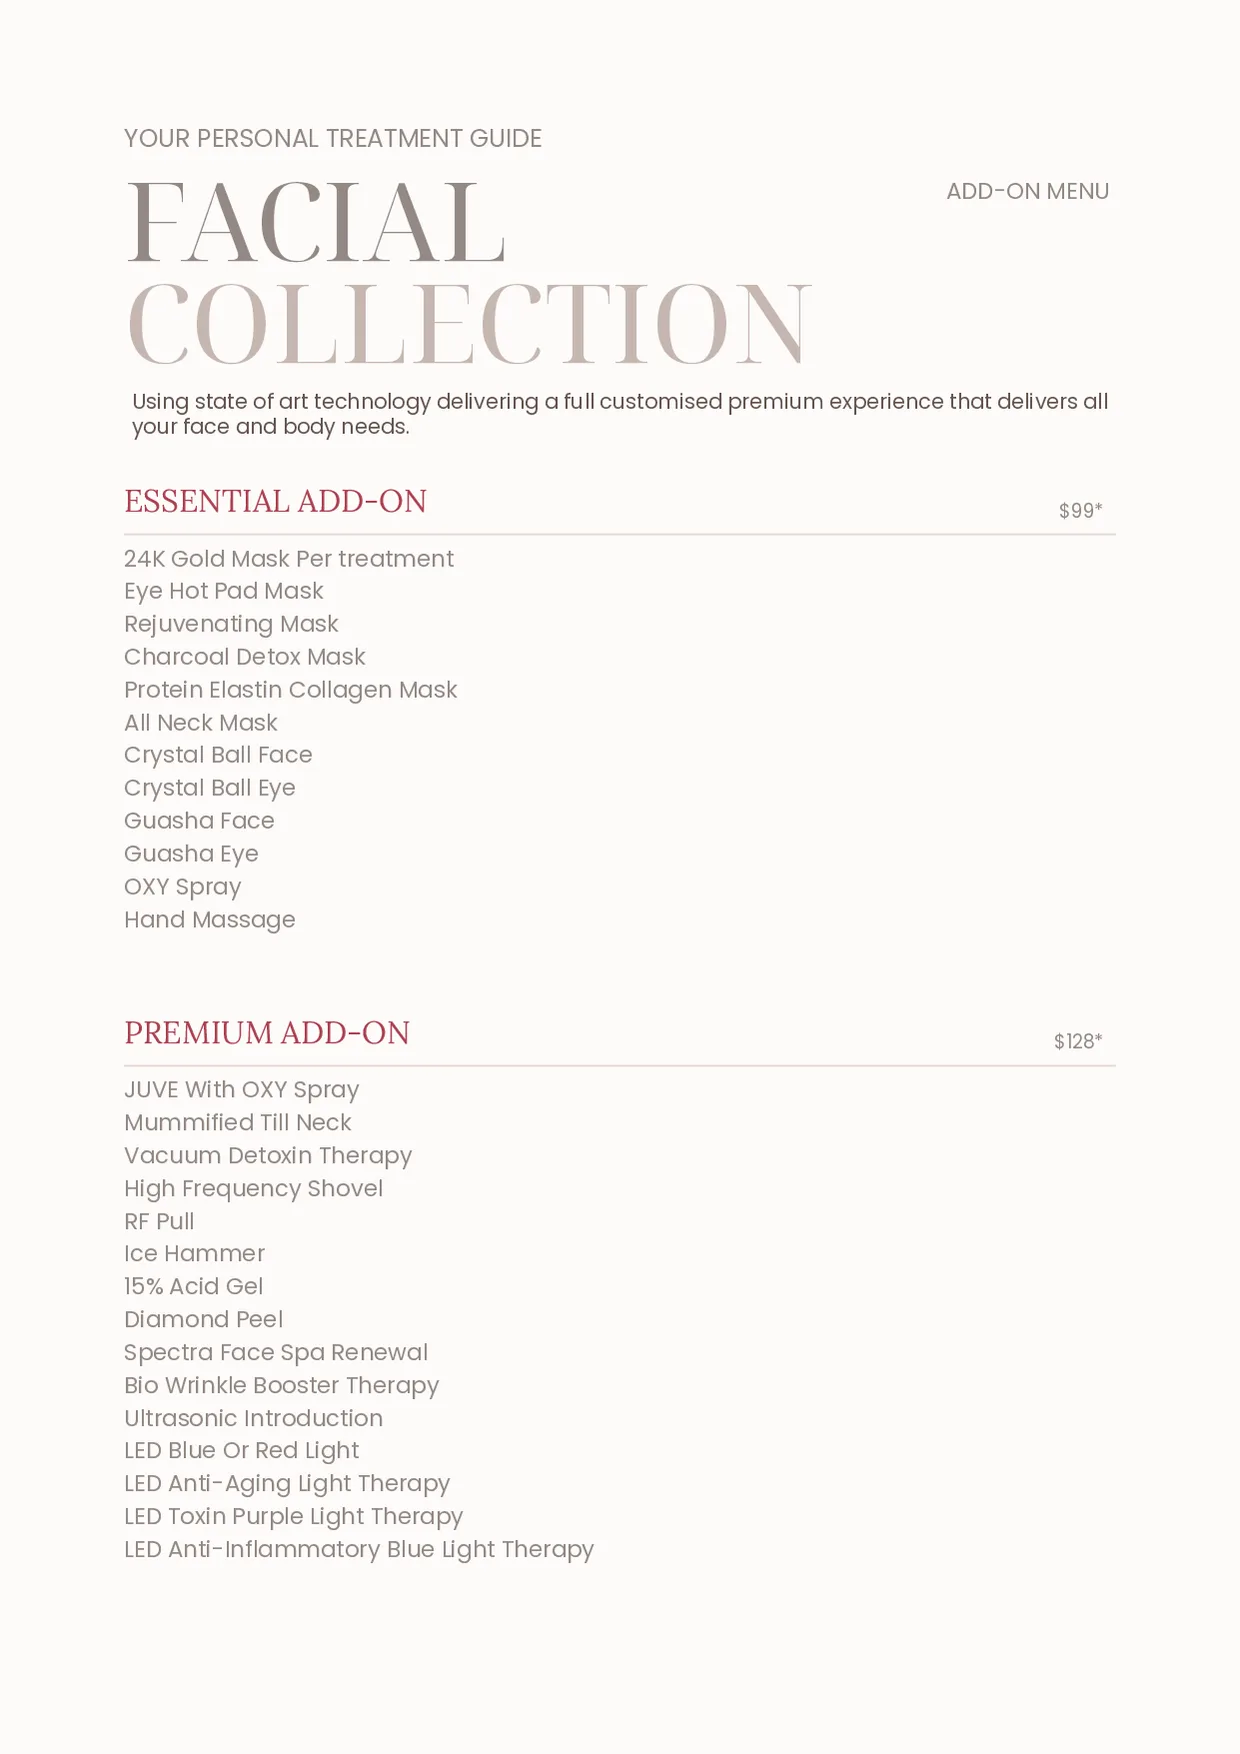 YOUR PERSONAL TREATMENT GUIDE
FACIAL
ADD-ON MENU
COLLECTION
Using state of art technology delivering a full customised premium experience that delivers all
your face and body needs.
ESSENTIAL ADD-ON
$99*
24K Gold Mask Per treatment
Eye Hot Pad Mask
Rejuvenating Mask
Charcoal Detox Mask
Protein Elastin Collagen Mask
All Neck Mask
Crystal Ball Face
Crystal Ball Eye
Guasha Face
Guasha Eye
OXY Spray
Hand Massage
PREMIUM ADD-ON
$128*
JUVE With OXY Spray
Mummified Till Neck
Vacuum Detoxin Therapy
High Frequency Shovel
RF Pull
Ice Hammer
15% Acid Gel
Diamond Peel
Spectra Face Spa Renewal
Bio Wrinkle Booster Therapy
Ultrasonic Introduction
LED Blue Or Red Light
LED Anti-Aging Light Therapy
LED Toxin Purple Light Therapy
LED Anti-Inflammatory Blue Light Therapy